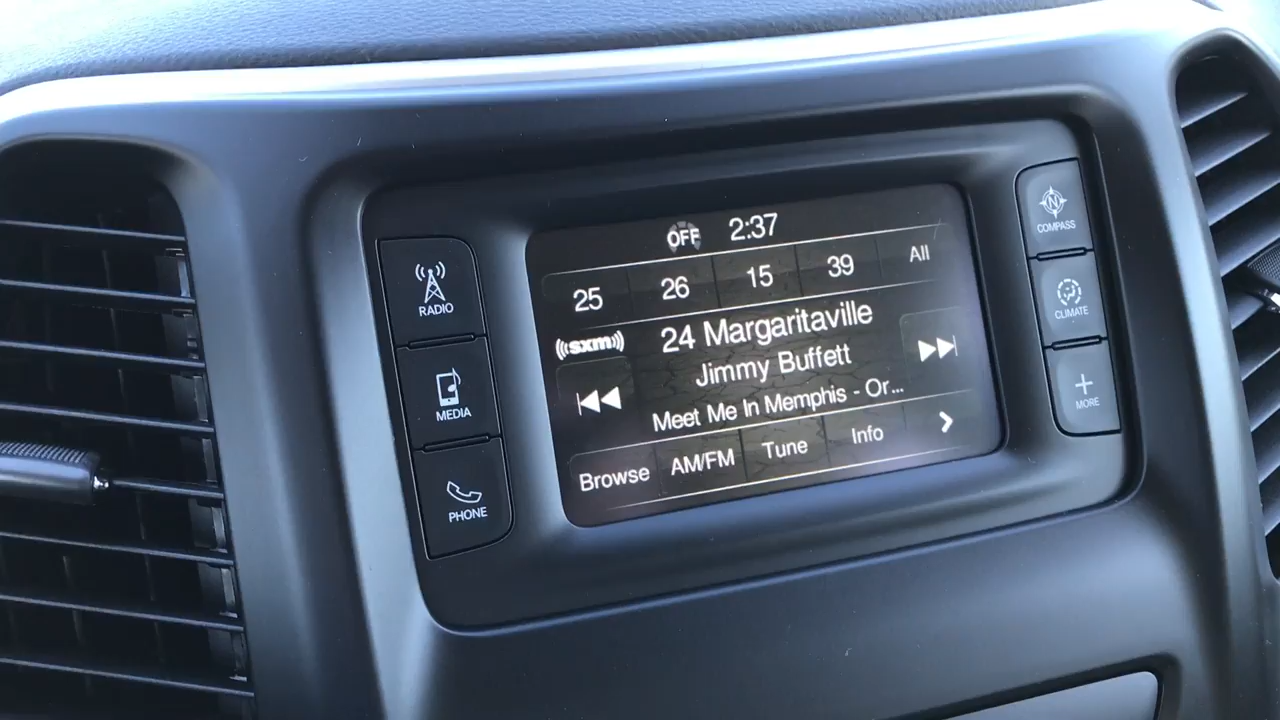 OFF 2:37
25 26 15 39 All
((sxm))
24 Margaritaville
Jimmy Buffett
Meet Me In Memphis - Or...
Browse AM/FM Tune Info
RADIO
MEDIA
PHONE
N
COMPASS
CLIMATE
MORE